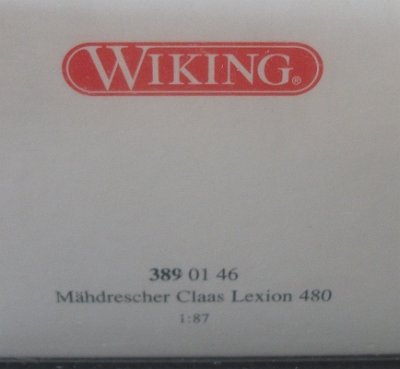 WIKING®
389 01 46
Mähdrescher Claas Lexion 480
1:87